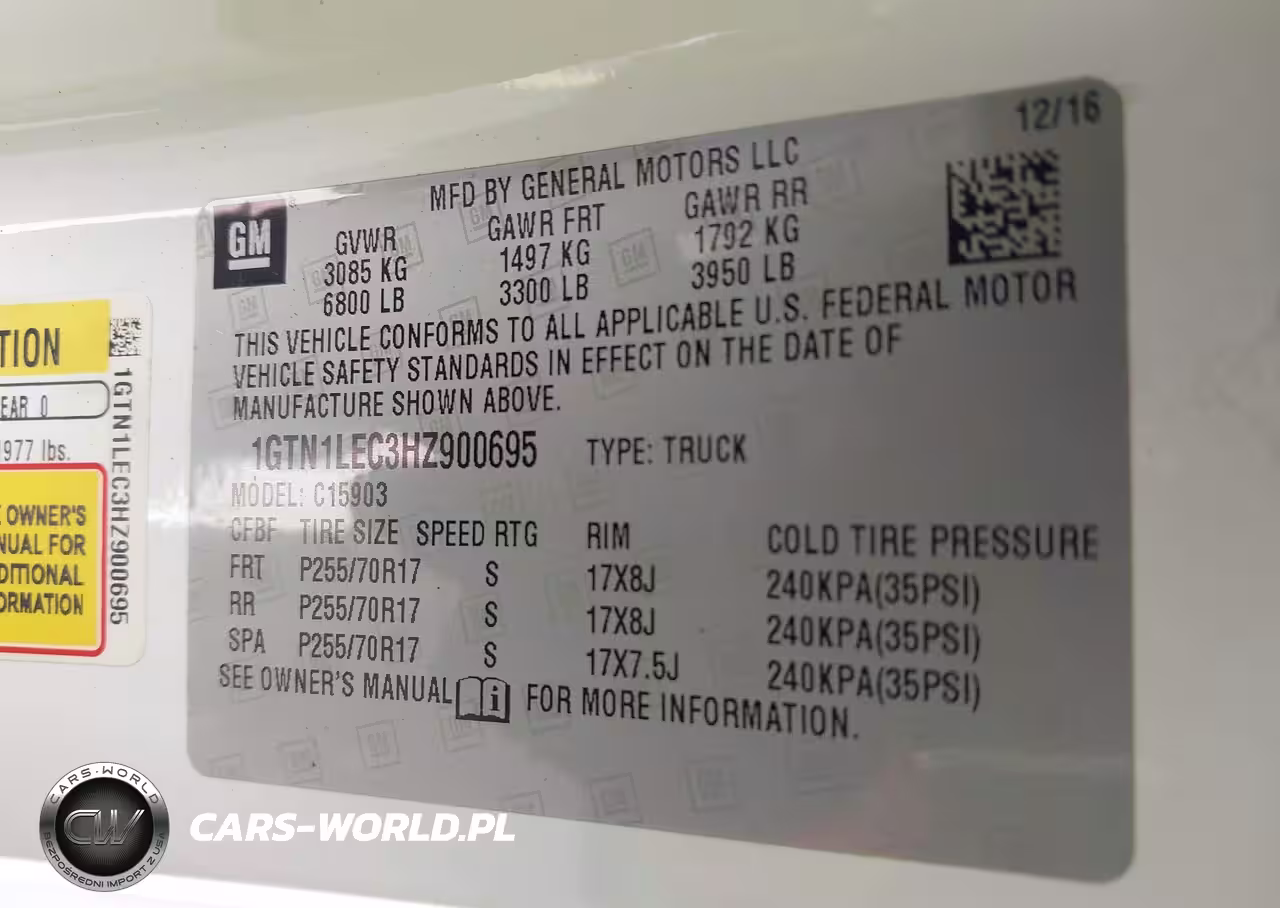 12/16
MFD BY GENERAL MOTORS LLC
GM
GVWR GAWR FRT GAWR RR
3085 KG 1497 KG 1792 KG
6800 LB 3300 LB 3950 LB
THIS VEHICLE CONFORMS TO ALL APPLICABLE U.S. FEDERAL MOTOR
VEHICLE SAFETY STANDARDS IN EFFECT ON THE DATE OF
MANUFACTURE SHOWN ABOVE.
1GTN1LEC3HZ900695 TYPE: TRUCK
MODEL: C15903
CFBF TIRE SIZE SPEED RTG RIM COLD TIRE PRESSURE
FRT P255/70R17 S 17X8J 240KPA(35PSI)
RR P255/70R17 S 17X8J 240KPA(35PSI)
SPA P255/70R17 S 17X7.5J 240KPA(35PSI)
SEE OWNER'S MANUAL i FOR MORE INFORMATION.
TION
EAR 0
977 lbs.
OWNER'S
NUAL FOR
DITIONAL
ORMATION
1GTN1LEC3HZ900695
CARS-WORLD
CW
BEZPOŚREDNI IMPORT Z USA
CARS-WORLD.PL